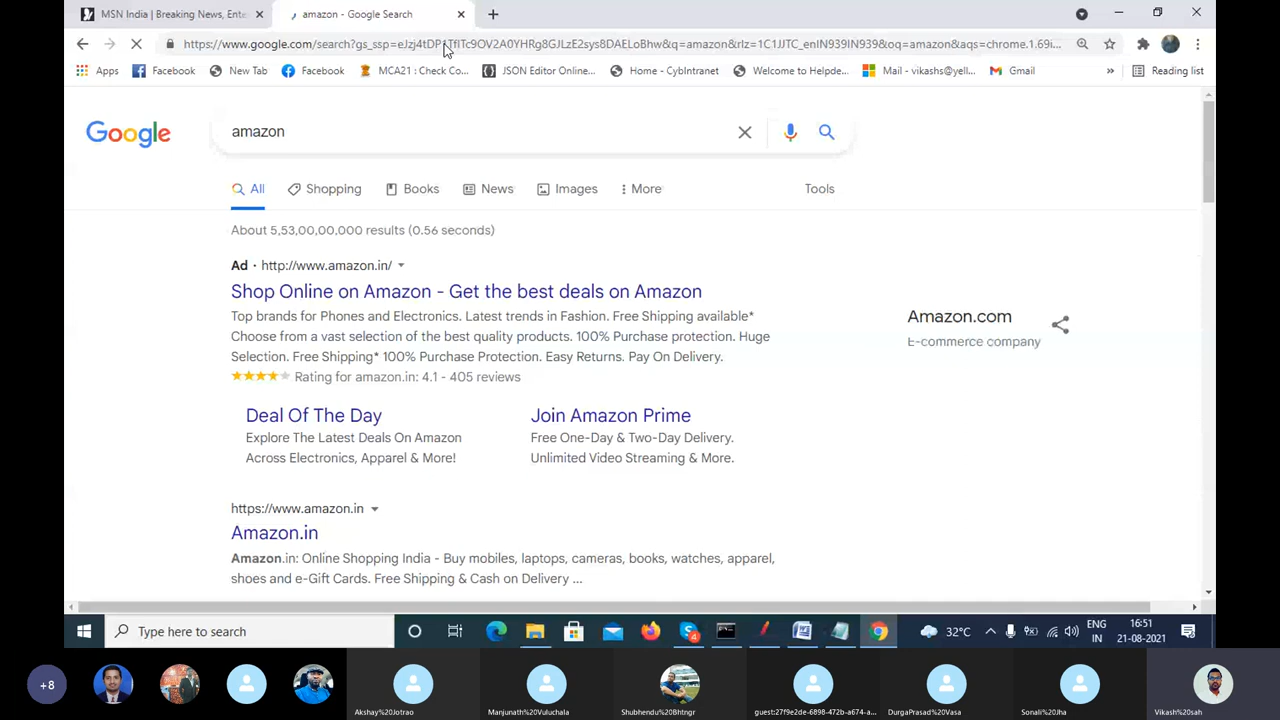 MSN India | Breaking News, Ente
amazon - Google Search
https://www.google.com/search?gs_ssp=
&q=amazon&rlz=1C1JJTC_enIN939IN939&oq=amazon&aqs=chrome.1.69i...
Apps
Facebook
New Tab
Facebook
MCA21 : Check Co...
JSON Editor Online...
Home - CybIntranet
Welcome to Helpde...
Mail - vikashs@yell...
Gmail
»
Reading list
Google
amazon
All
Shopping
Books
News
Images
More
Tools
About 5,53,00,00,000 results (0.56 seconds)
Ad · http://www.amazon.in/
Shop Online on Amazon - Get the best deals on Amazon
Top brands for Phones and Electronics. Latest trends in Fashion. Free Shipping available*
Choose from a vast selection of the best quality products. 100% Purchase protection. Huge
Selection. Free Shipping* 100% Purchase Protection. Easy Returns. Pay On Delivery.
Rating for amazon.in: 4.1 - 405 reviews
Amazon.com
E-commerce company
Deal Of The Day
Explore The Latest Deals On Amazon
Across Electronics, Apparel & More!
Join Amazon Prime
Free One-Day & Two-Day Delivery.
Unlimited Video Streaming & More.
https://www.amazon.in
Amazon.in
Amazon.in: Online Shopping India - Buy mobiles, laptops, cameras, books, watches, apparel,
shoes and e-Gift Cards. Free Shipping & Cash on Delivery ...
Type here to search
4
32°C
ENG
IN
16:51
21-08-2021
+8
Akshay%20Jotrao
Manjunath%20Vuluchala
Shubhendu%20Bhtngr
guest:27f9e2de-6898-472b-a674-a...
DurgaPrasad%20Vasa
Sonali%20Jha
Vikash%20sah